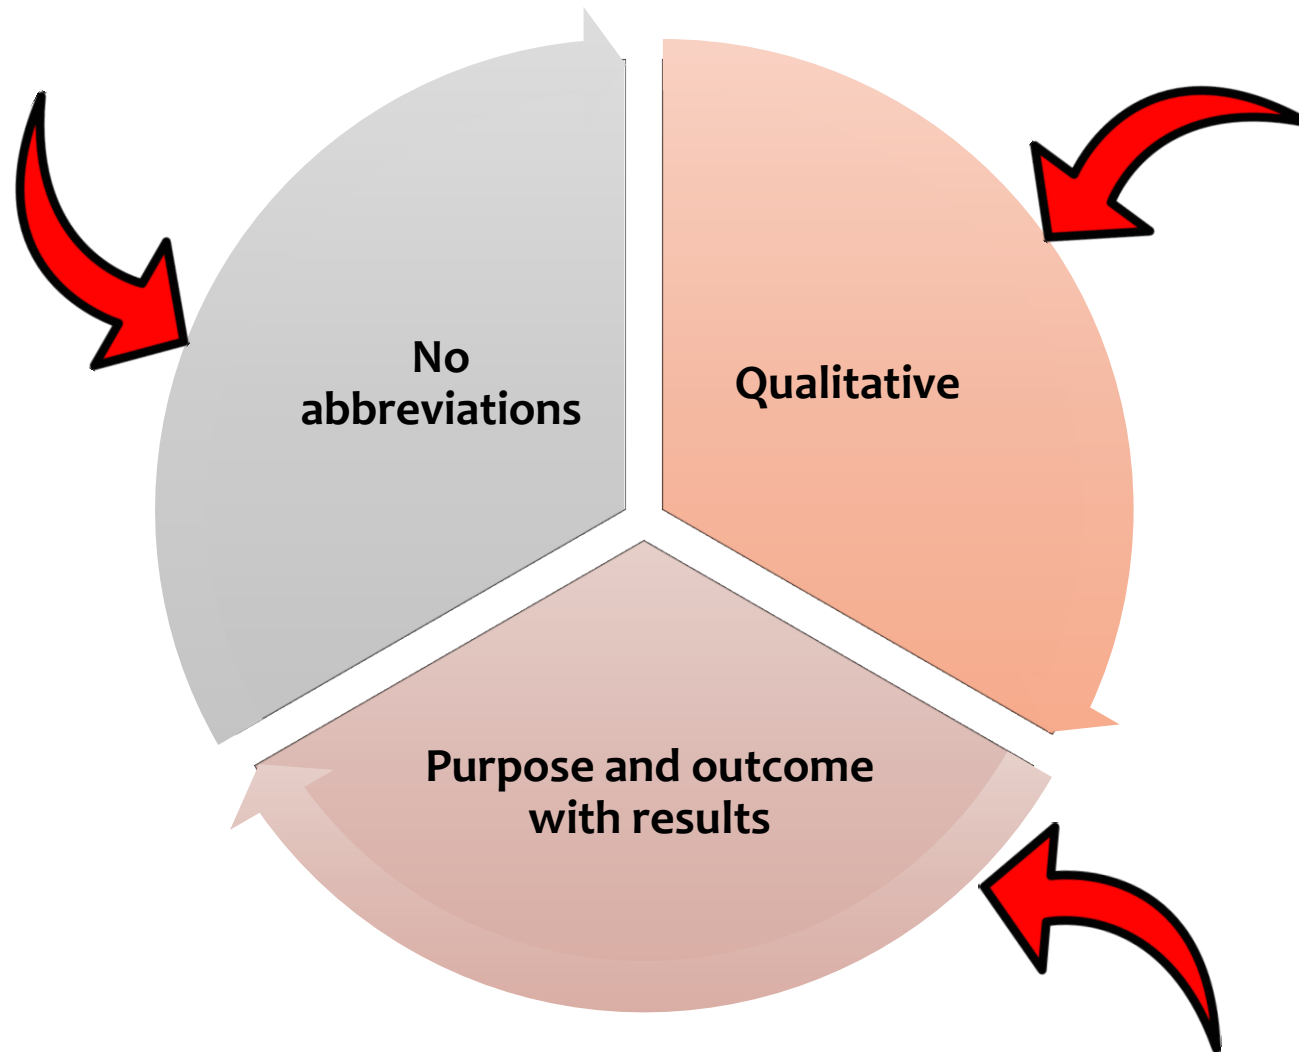 No
abbreviations
Qualitative
Purpose and outcome
with results